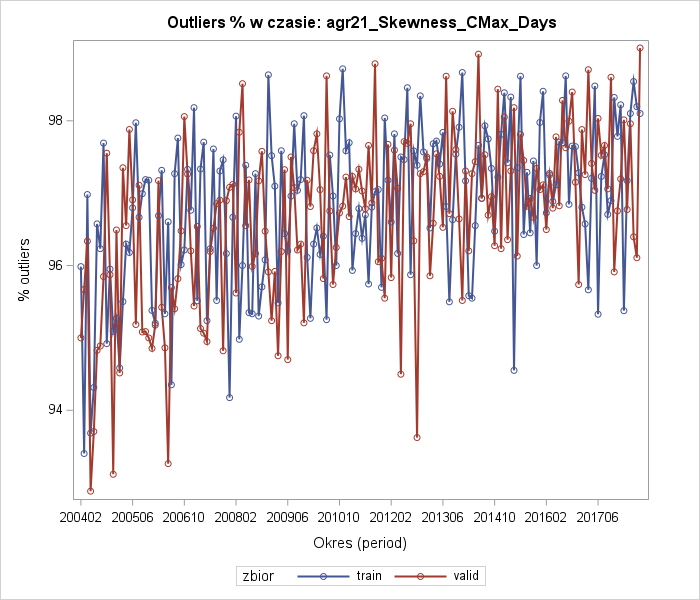 Outliers % w czasie: agr21_Skewness_CMax_Days
% outliers
98
96
94
200402 200506 200610 200802 200906 201010 201202 201306 201410 201602 201706
Okres (period)
zbior train valid